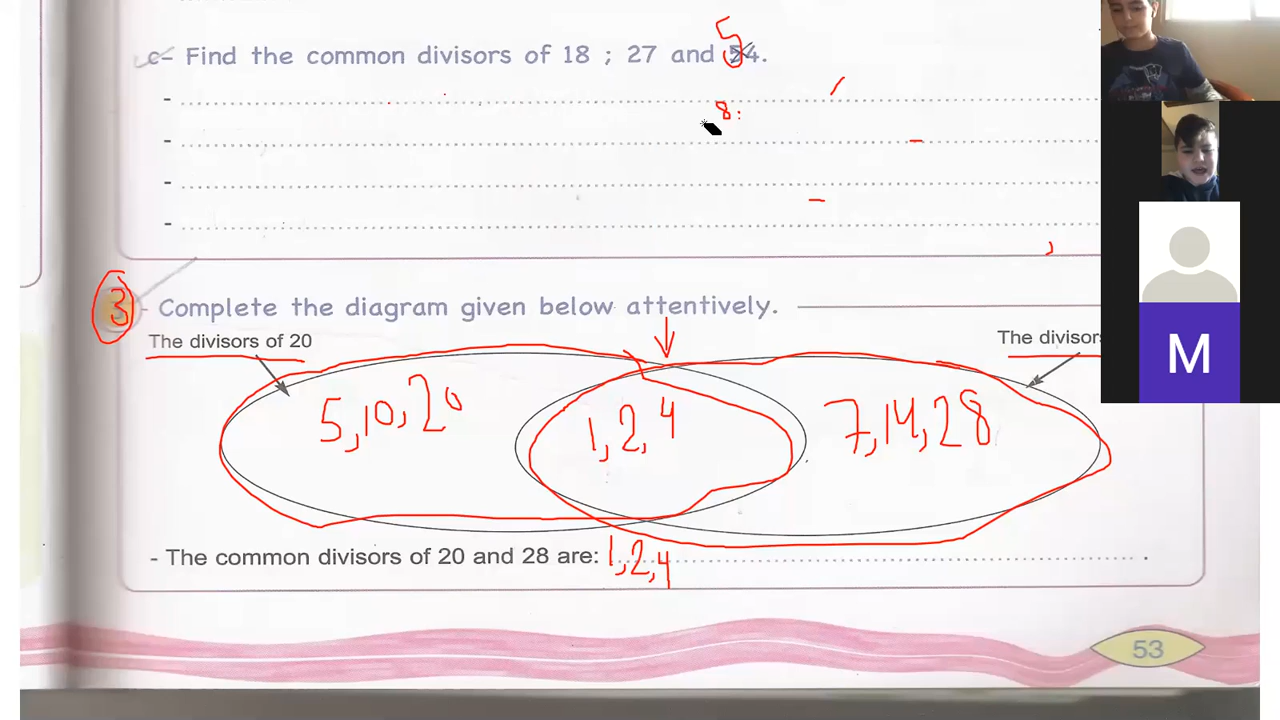 c- Find the common divisors of 18 ; 27 and 54.
5
8:
3 - Complete the diagram given below attentively.
The divisors of 20
The divisors
5,10,20
1,2,4
7,14,28
- The common divisors of 20 and 28 are: 1,2,4
53
M